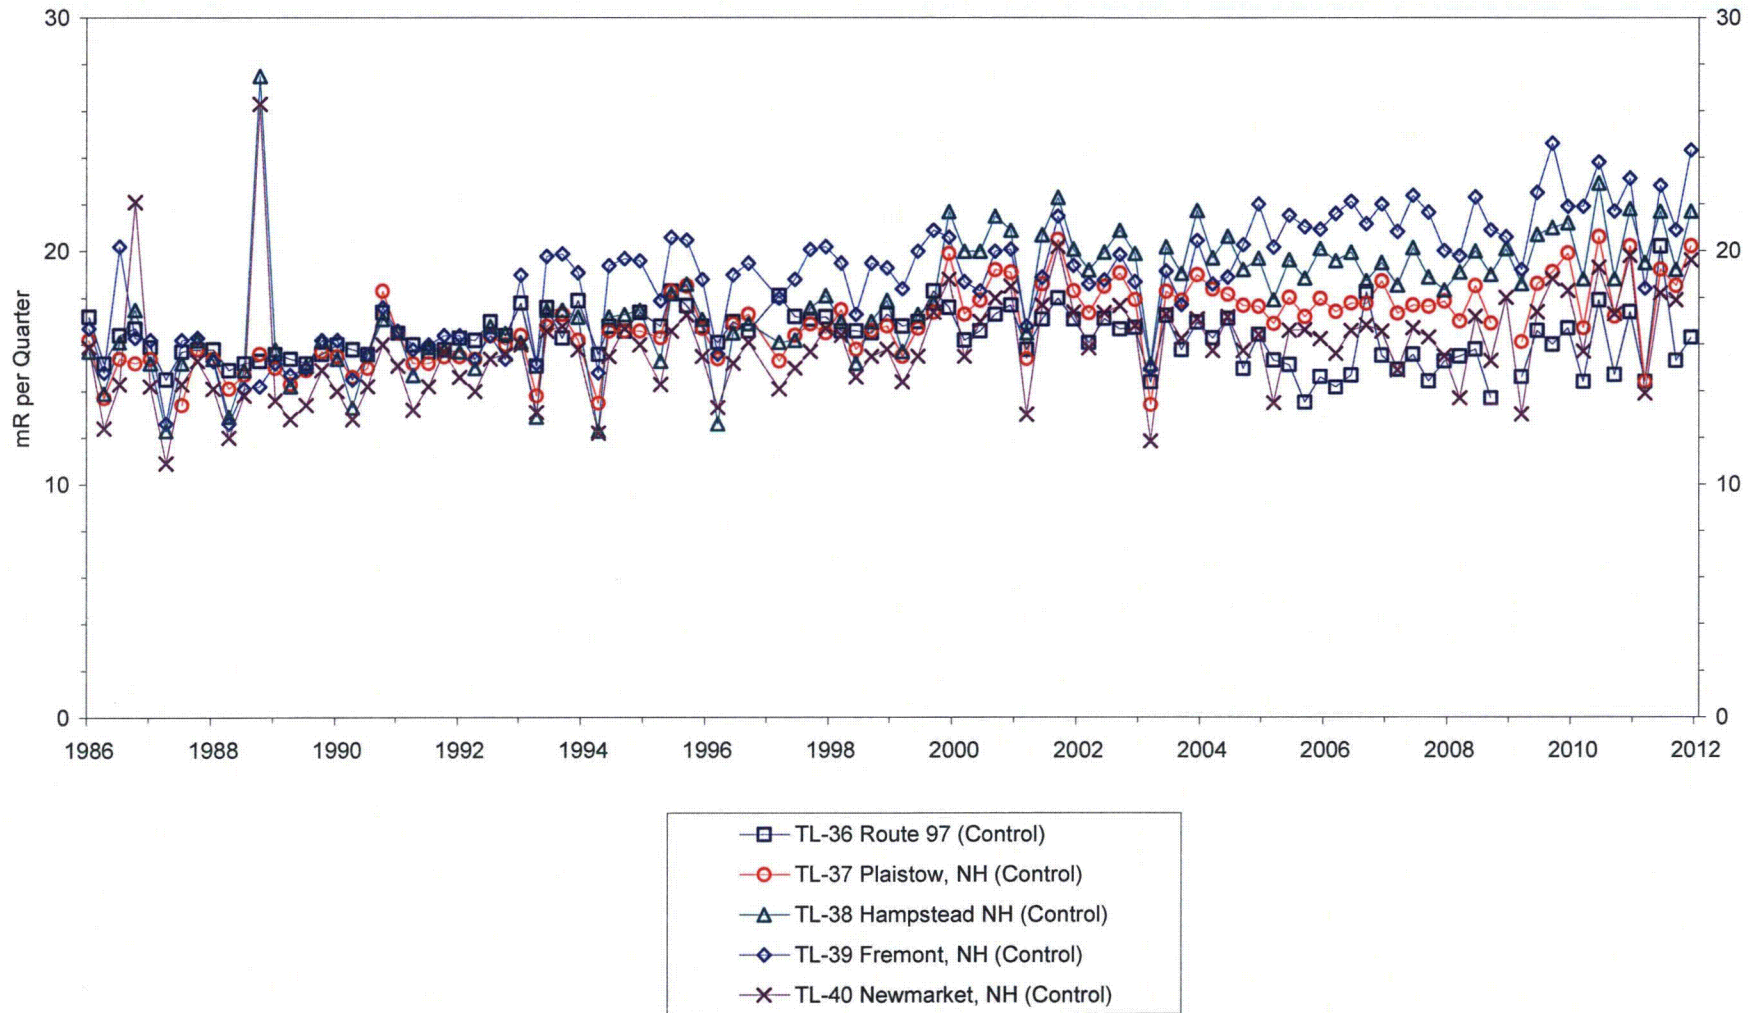 30 30
20 20
mR per Quarter
10 10
0 0
1986 1988 1990 1992 1994 1996 1998 2000 2002 2004 2006 2008 2010 2012
TL-36 Route 97 (Control)
TL-37 Plaistow, NH (Control)
TL-38 Hampstead NH (Control)
TL-39 Fremont, NH (Control)
TL-40 Newmarket, NH (Control)